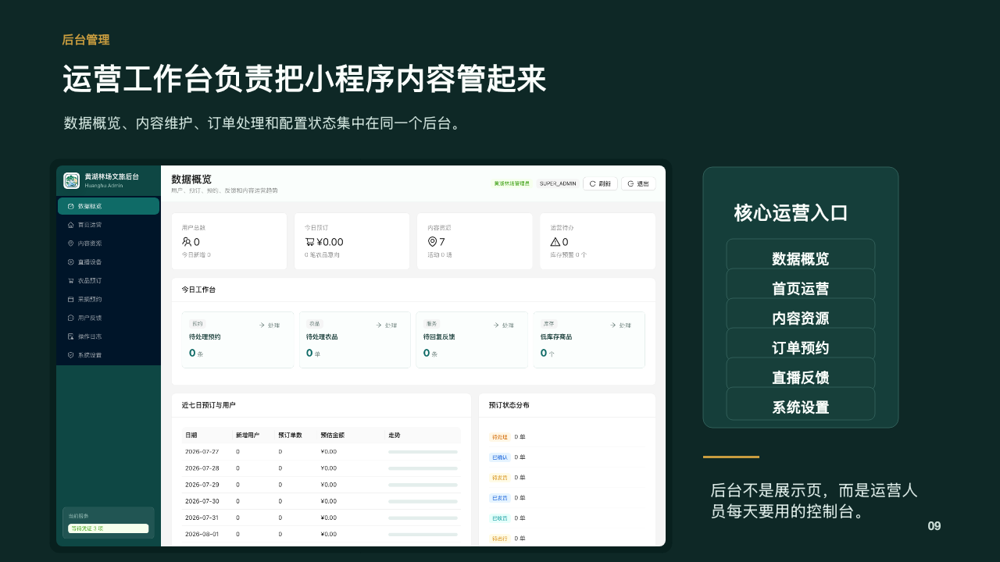 后台管理
运营工作台负责把小程序内容管起来
数据概览、内容维护、订单处理和配置状态集中在同一个后台。
黄湖林场文旅后台
Huanghu Admin
数据概览
首页运营
内容资源
直播设备
农品预订
采摘预约
用户反馈
操作日志
系统设置
当前服务
等待凭证 3 项
数据概览
用户、预订、预约、反馈和内容运营趋势
黄湖林场管理员 SUPER_ADMIN 刷新 退出
用户总数
0
今日新增 0
今日预订
¥0.00
0 笔农品意向
内容资源
7
活动 0 场
运营待办
0
库存预警 0 个
今日工作台
预约 处理
待处理预约
0 条
农品 处理
待处理农品
0 单
服务 处理
待回复反馈
0 条
库存 处理
低库存商品
0 个
近七日预订与用户
日期 新增用户 预订单数 预估金额 走势
2026-07-27 0 0 ¥0.00
2026-07-28 0 0 ¥0.00
2026-07-29 0 0 ¥0.00
2026-07-30 0 0 ¥0.00
2026-07-31 0 0 ¥0.00
2026-08-01 0 0 ¥0.00
预订状态分布
待处理 0 单
已确认 0 单
待发货 0 单
已发货 0 单
已收货 0 单
待出行 0 单
核心运营入口
数据概览
首页运营
内容资源
订单预约
直播反馈
系统设置
后台不是展示页，而是运营人
员每天要用的控制台。
09